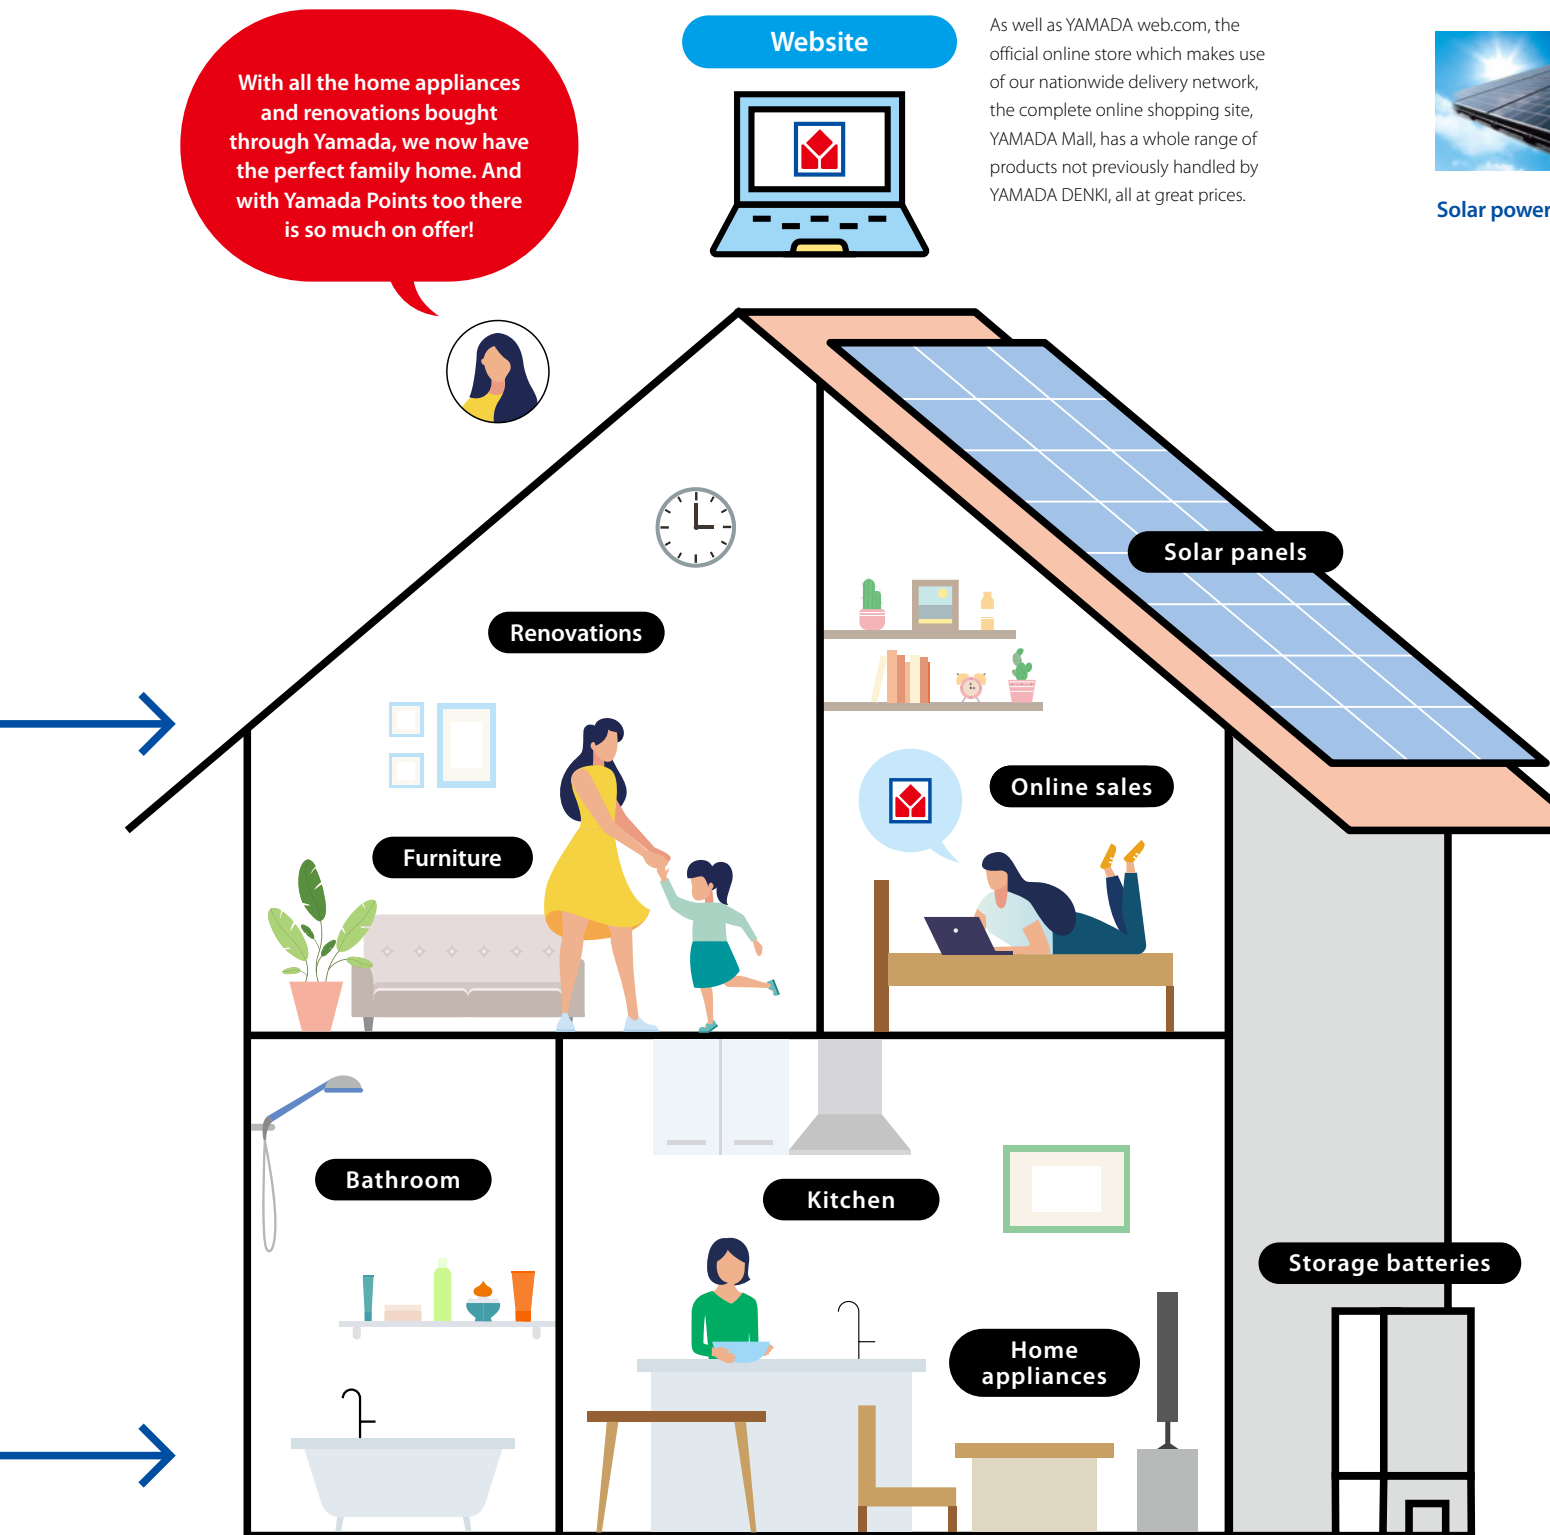 With all the home appliances
and renovations bought
through Yamada, we now have
the perfect family home. And
with Yamada Points too there
is so much on offer!
Website
As well as YAMADA web.com, the
official online store which makes use
of our nationwide delivery network,
the complete online shopping site,
YAMADA Mall, has a whole range of
products not previously handled by
YAMADA DENKI, all at great prices.
Solar power
Solar panels
Renovations
Online sales
Furniture
Bathroom
Kitchen
Storage batteries
Home
appliances